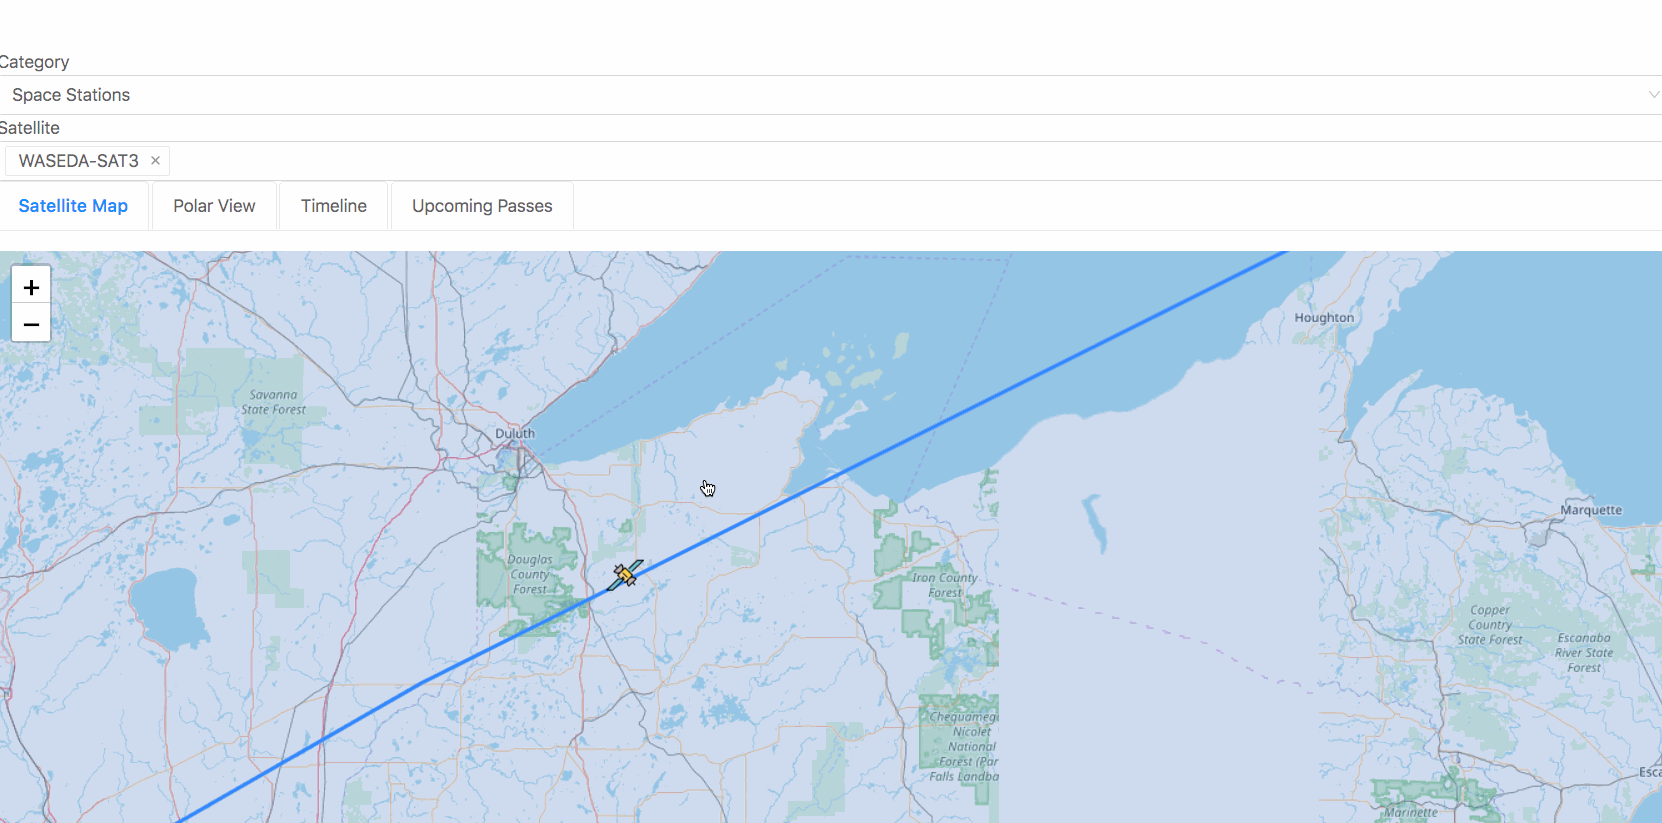 Category
Space Stations
Satellite
WASEDA-SAT3 ×
Satellite Map
Polar View
Timeline
Upcoming Passes
+
−
Houghton
Savanna
State Forest
Duluth
Marquette
Douglas
County
Forest
Iron County
Forest
Copper
Country
State Forest
Escanaba
River State
Forest
Nicolet
National
Forest (Par
Falls Landba
Marinette